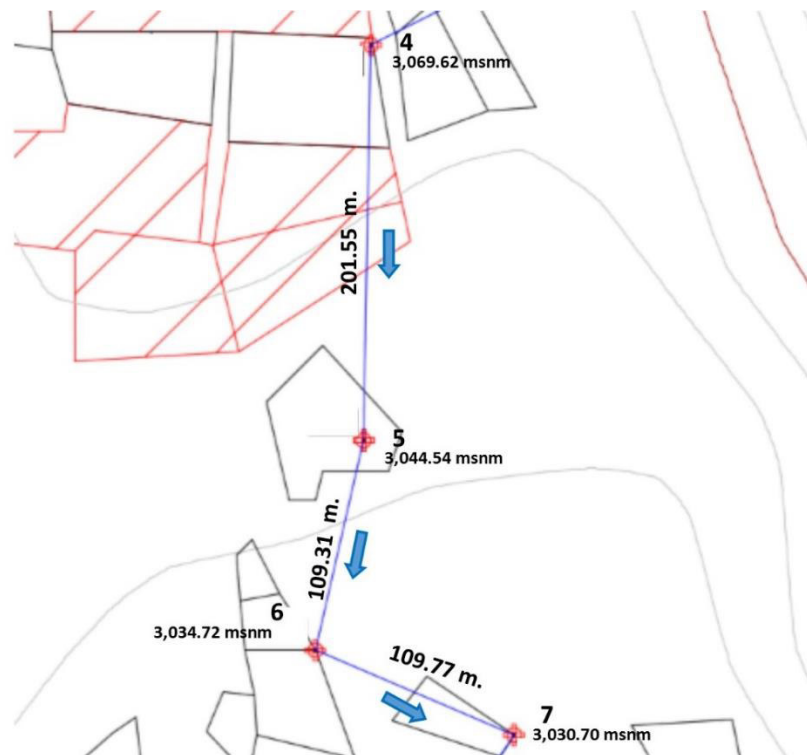 4
3,069.62 msnm
201.55 m.
5
3,044.54 msnm
109.31 m.
6
3,034.72 msnm
109.77 m.
7
3,030.70 msnm